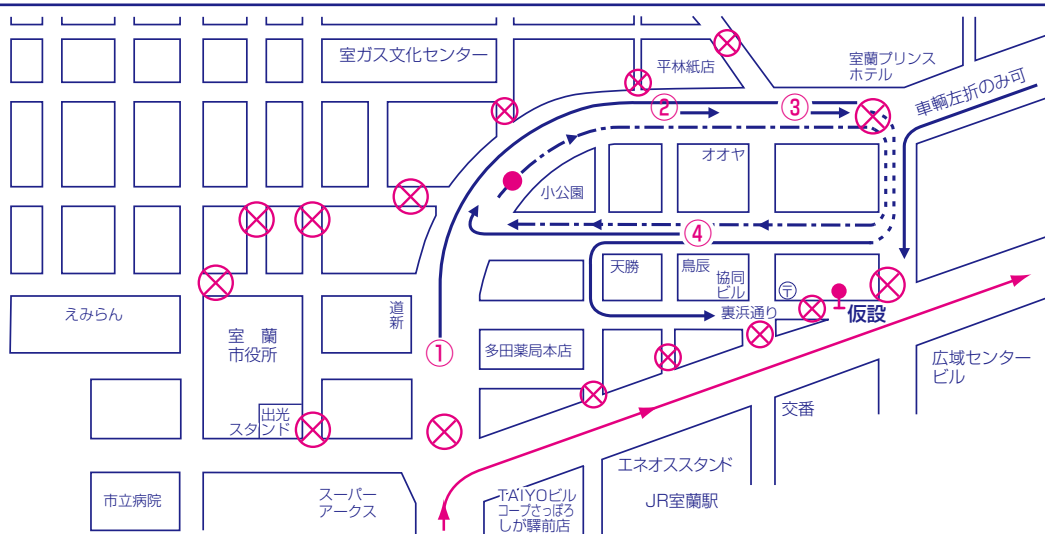 室ガス文化センター
平林紙店
室蘭プリンス
ホテル
車輌左折のみ可
②
③
オオヤ
小公園
④
天勝
鳥辰
協同
ビル
〒
裏浜通り
仮設
えみらん
道新
室蘭
市役所
①
多田薬局本店
広域センター
ビル
出光
スタンド
交番
エネオススタンド
市立病院
スーパー
アークス
TAIYOビル
コープさっぽろ
しが驛前店
JR室蘭駅